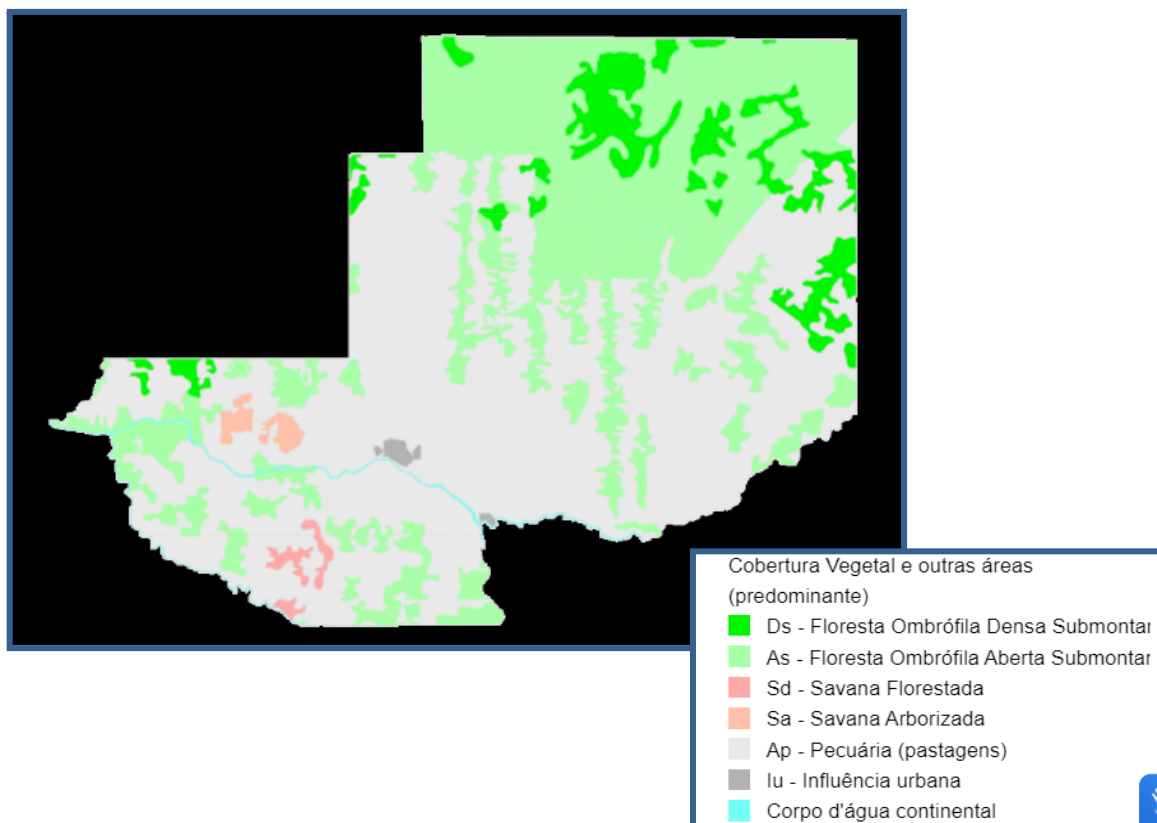 Cobertura Vegetal e outras áreas
(predominante)
Ds - Floresta Ombrófila Densa Submontar
As - Floresta Ombrófila Aberta Submontar
Sd - Savana Florestada
Sa - Savana Arborizada
Ap - Pecuária (pastagens)
Iu - Influência urbana
Corpo d'água continental